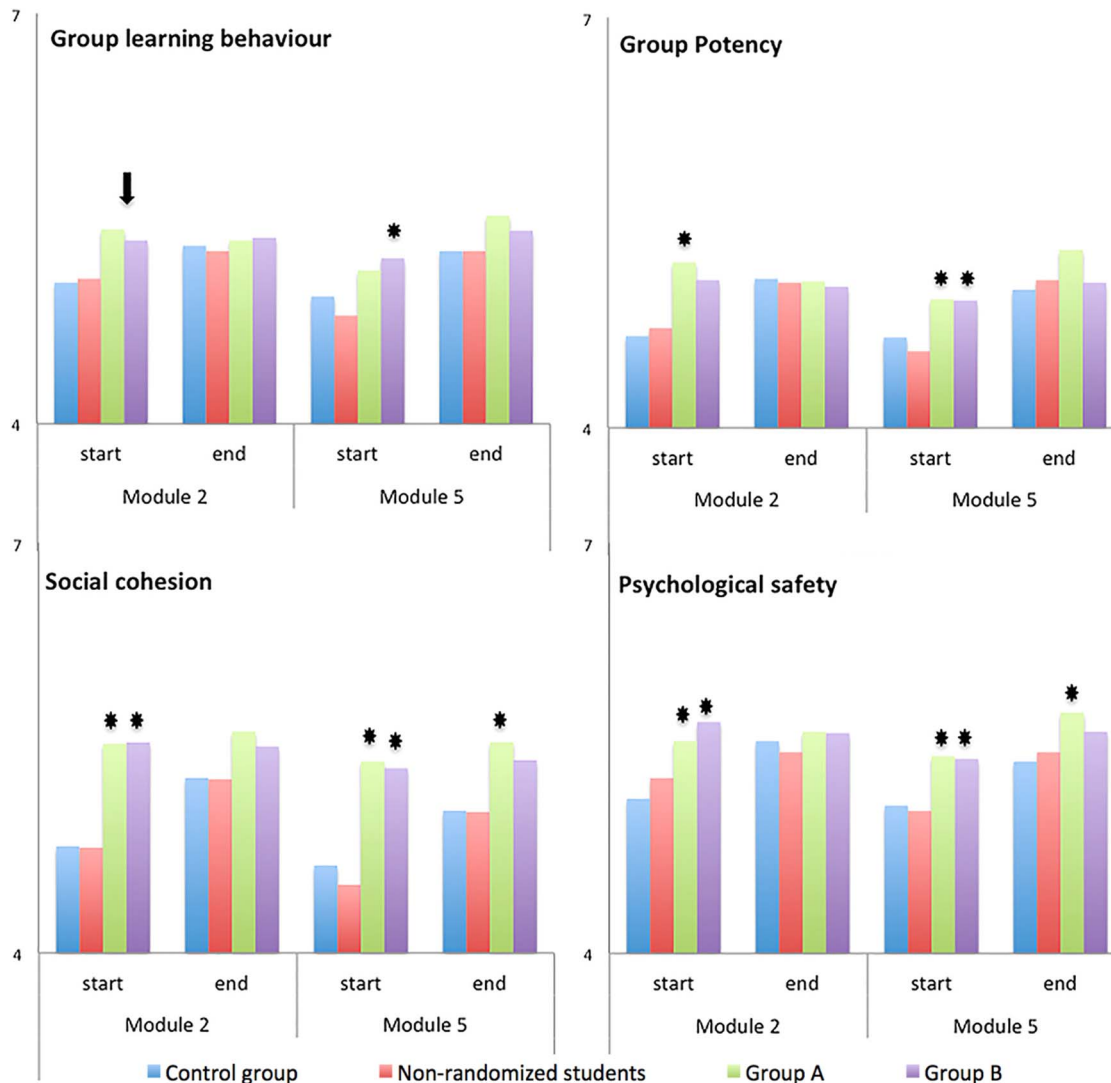 7
Group learning behaviour
4
start end start end
Module 2 Module 5
7
Group Potency
4
start end start end
Module 2 Module 5
7
Social cohesion
4
start end start end
Module 2 Module 5
7
Psychological safety
4
start end start end
Module 2 Module 5
Control group Non-randomized students Group A Group B